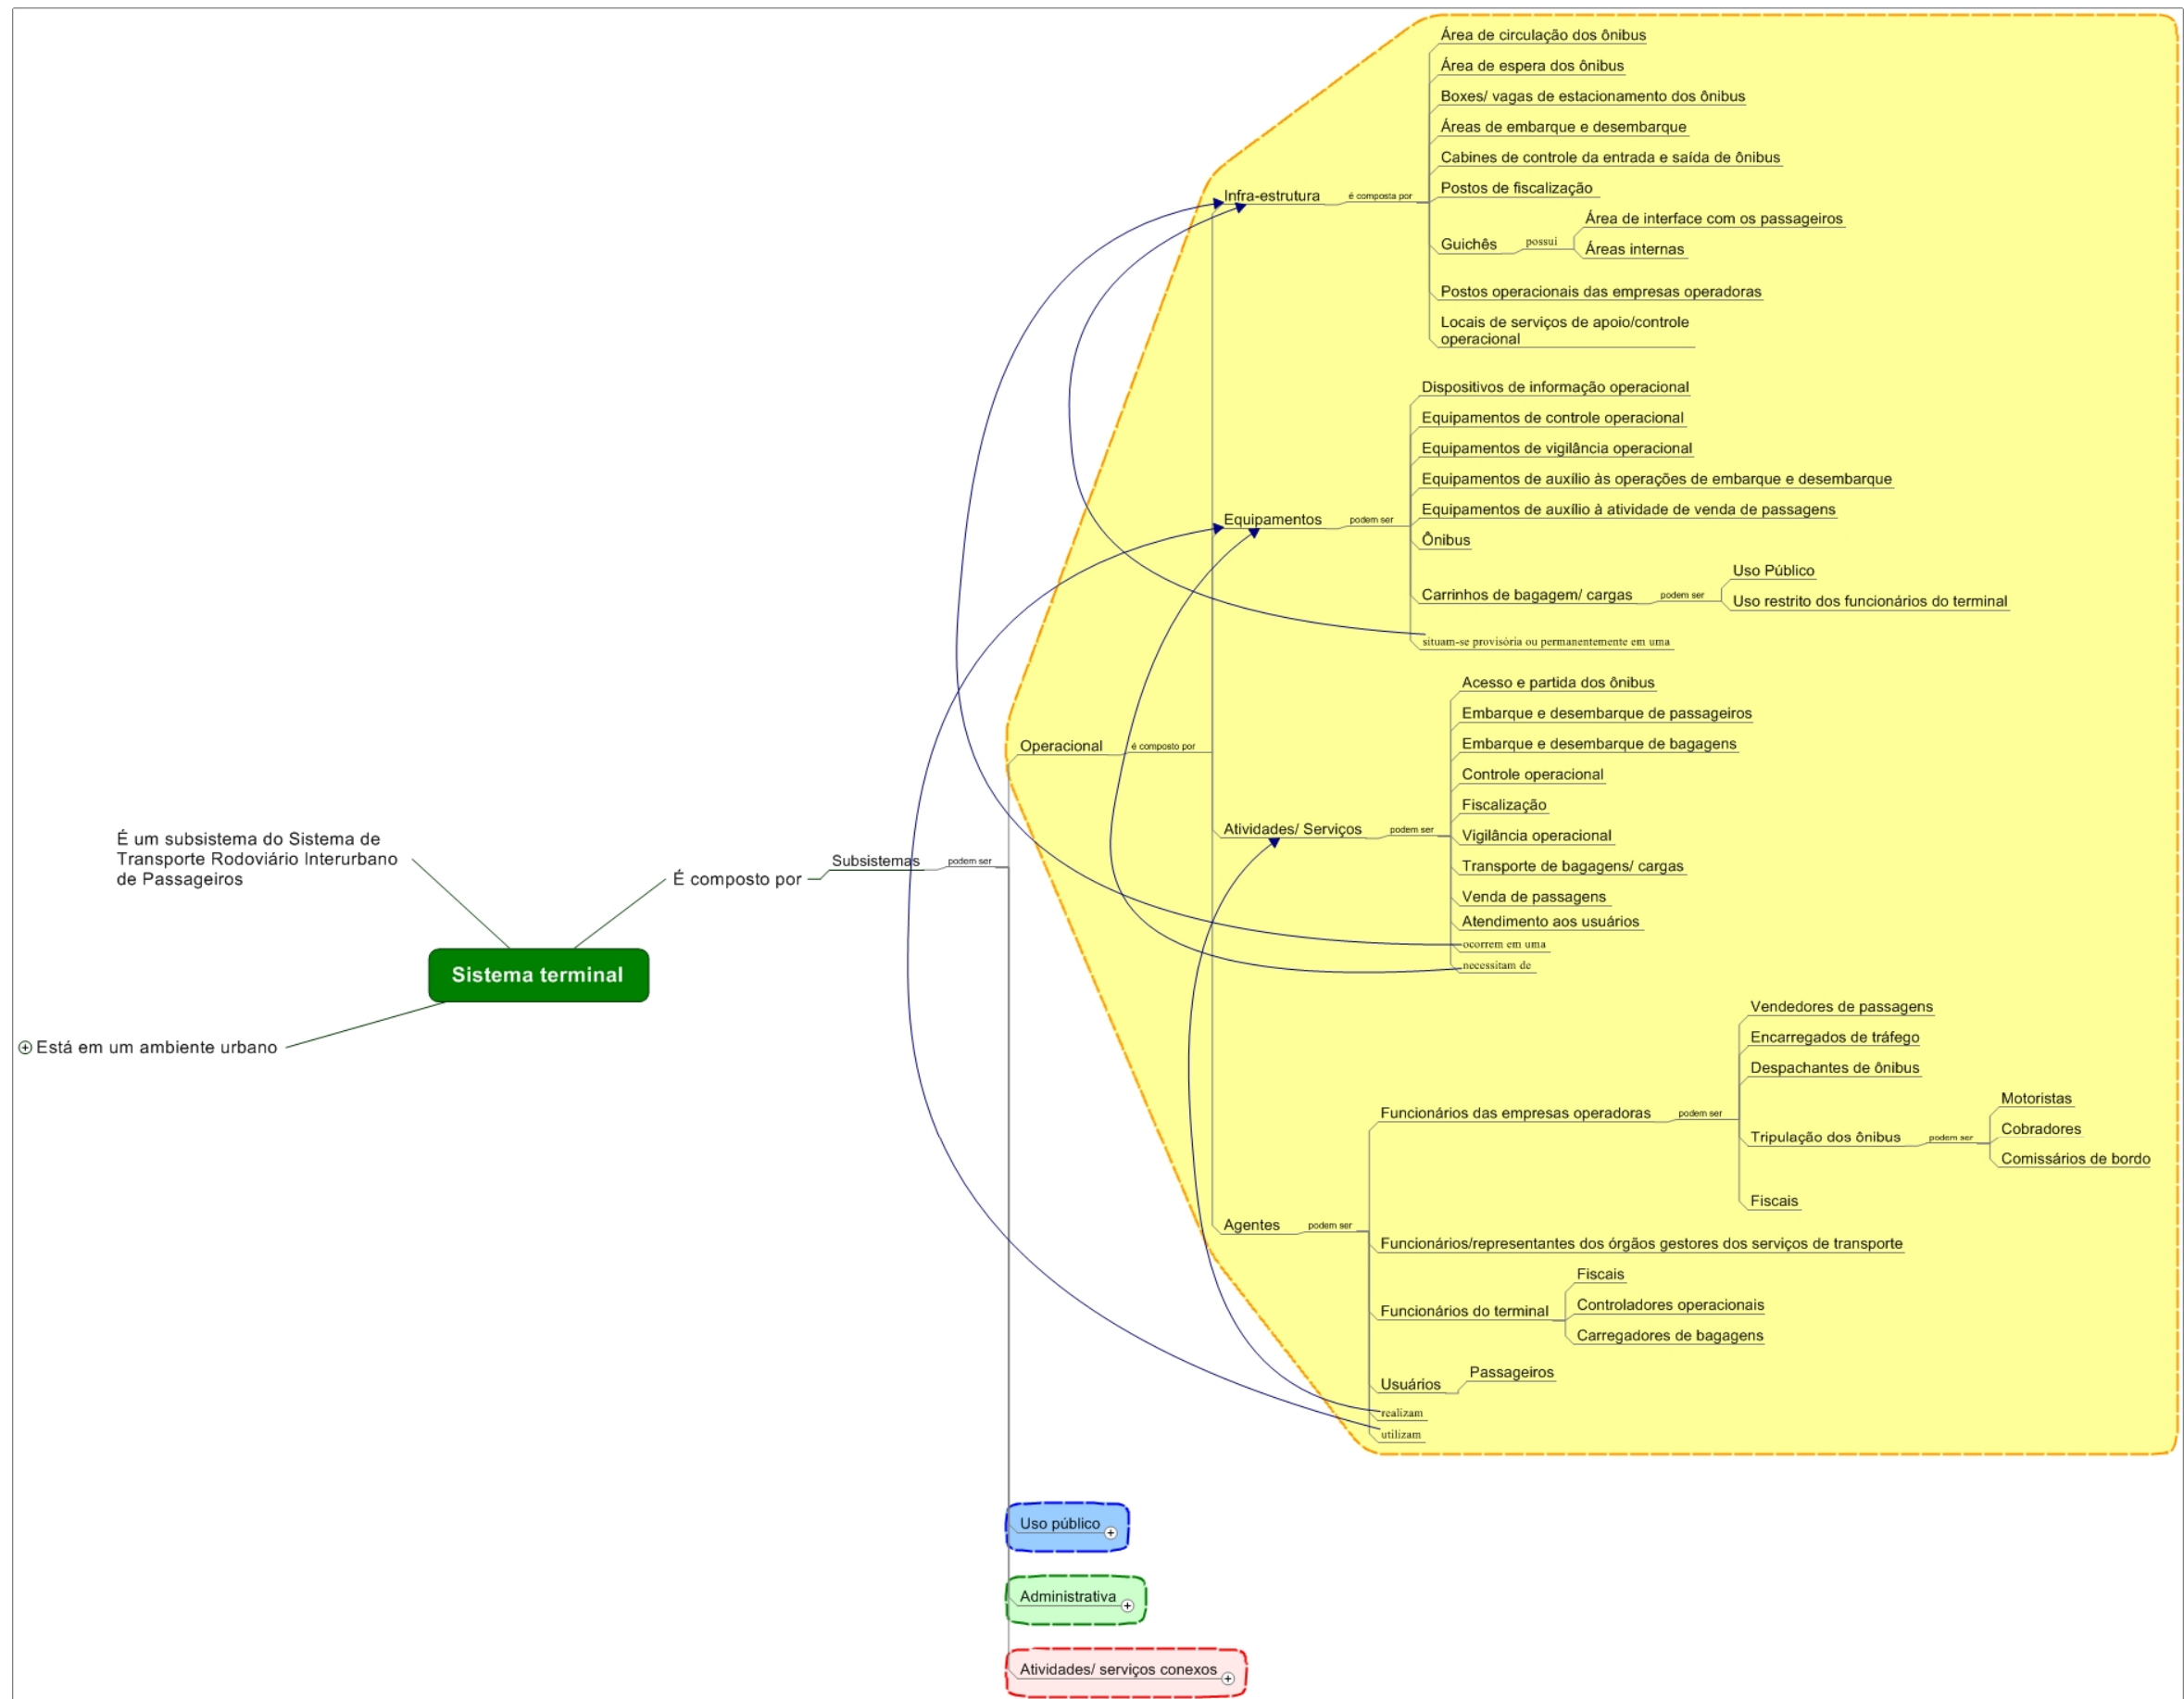 É um subsistema do Sistema de
Transporte Rodoviário Interurbano
de Passageiros
Sistema terminal
Está em um ambiente urbano
É composto por
Subsistemas
podem ser
Operacional
é composto por
Infra-estrutura
é composta por
Área de circulação dos ônibus
Área de espera dos ônibus
Boxes/ vagas de estacionamento dos ônibus
Áreas de embarque e desembarque
Cabines de controle da entrada e saída de ônibus
Postos de fiscalização
Guichês
possui
Área de interface com os passageiros
Áreas internas
Postos operacionais das empresas operadoras
Locais de serviços de apoio/controle
operacional
Equipamentos
podem ser
Dispositivos de informação operacional
Equipamentos de controle operacional
Equipamentos de vigilância operacional
Equipamentos de auxílio às operações de embarque e desembarque
Equipamentos de auxílio à atividade de venda de passagens
Ônibus
Carrinhos de bagagem/ cargas
podem ser
Uso Público
Uso restrito dos funcionários do terminal
situam-se provisória ou permanentemente em uma
Atividades/ Serviços
podem ser
Acesso e partida dos ônibus
Embarque e desembarque de passageiros
Embarque e desembarque de bagagens
Controle operacional
Fiscalização
Vigilância operacional
Transporte de bagagens/ cargas
Venda de passagens
Atendimento aos usuários
ocorrem em uma
necessitam de
Agentes
podem ser
Funcionários das empresas operadoras
podem ser
Vendedores de passagens
Encarregados de tráfego
Despachantes de ônibus
Tripulação dos ônibus
podem ser
Motoristas
Cobradores
Comissários de bordo
Fiscais
Funcionários/representantes dos órgãos gestores dos serviços de transporte
Funcionários do terminal
Fiscais
Controladores operacionais
Carregadores de bagagens
Usuários
Passageiros
realizam
utilizam
Uso público
Administrativa
Atividades/ serviços conexos